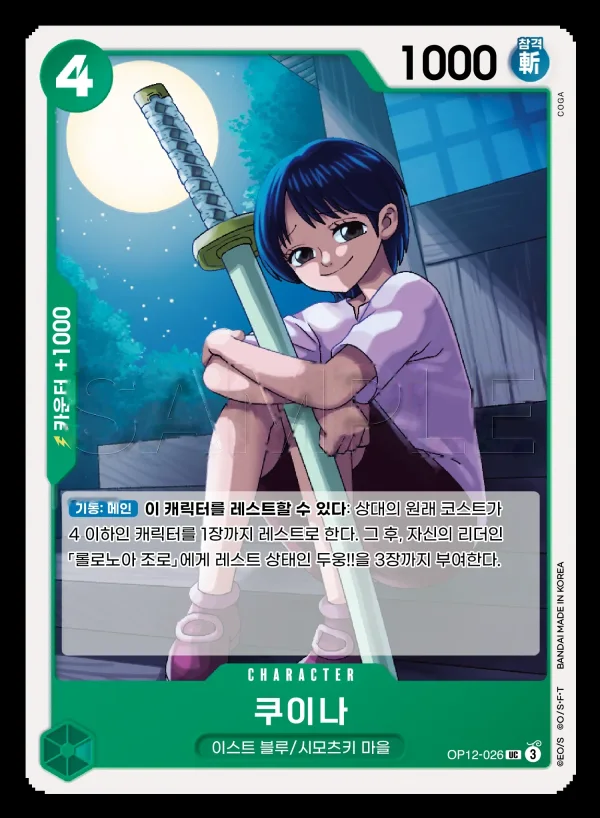 4
1000
참격
斬
COGA
카운터 +1000
SAMPLE
기동: 메인 이 캐릭터를 레스트할 수 있다: 상대의 원래 코스트가
4 이하인 캐릭터를 1장까지 레스트로 한다. 그 후, 자신의 리더인
「롤로노아 조로」에게 레스트 상태인 두웅!!을 3장까지 부여한다.
CHARACTER
쿠이나
이스트 블루/시모츠키 마을
OP12-026 UC 3
©EO/S ©O/S·F·T BANDAI MADE IN KOREA